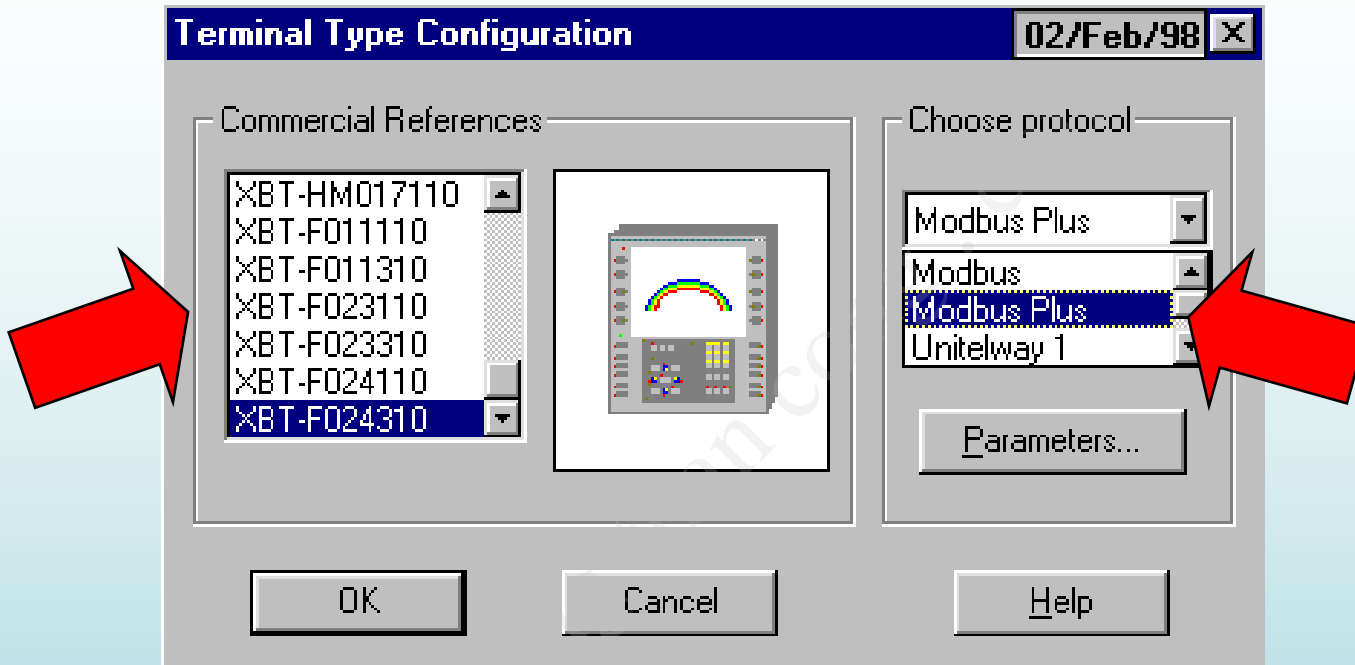 Terminal Type Configuration
02/Feb/98
Commercial References
XBT-HM017110
XBT-F011110
XBT-F011310
XBT-F023110
XBT-F023310
XBT-F024110
XBT-F024310
Choose protocol
Modbus Plus
Modbus
Modbus Plus
Unitelway 1
Parameters...
OK
Cancel
Help